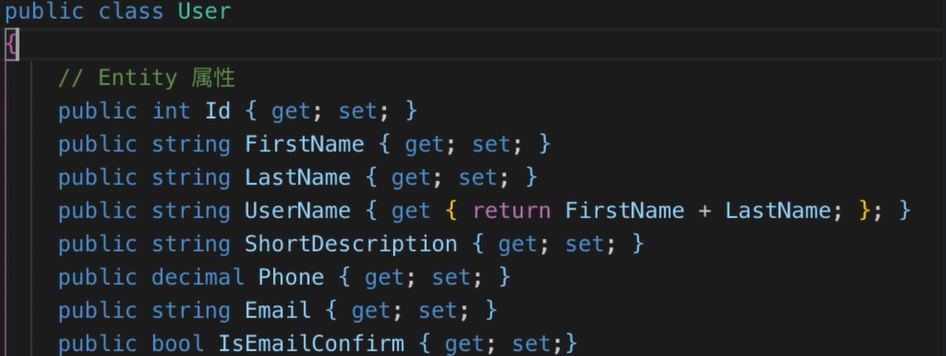 public class User
{
// Entity 属性
public int Id { get; set; }
public string FirstName { get; set; }
public string LastName { get; set; }
public string UserName { get { return FirstName + LastName; }; }
public string ShortDescription { get; set; }
public decimal Phone { get; set; }
public string Email { get; set; }
public bool IsEmailConfirm { get; set;}